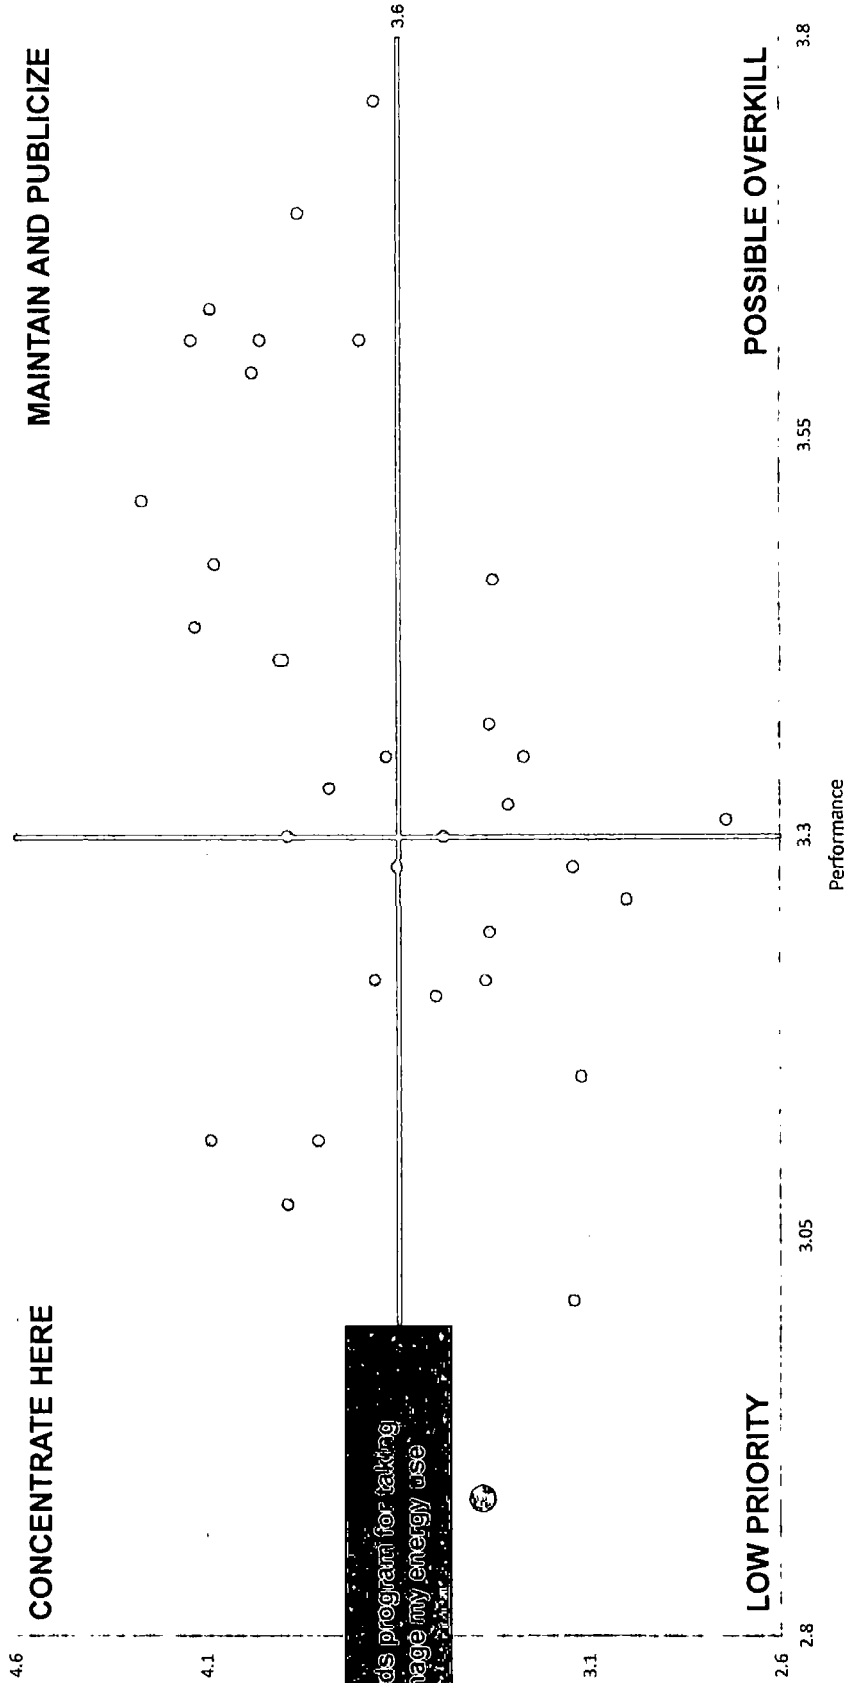 CONCENTRATE HERE
MAINTAIN AND PUBLICIZE
4.6
4.1
3.6
ds program for taking
nage my energy use
3.1
2.6
LOW PRIORITY
POSSIBLE OVERKILL
2.8
3.05
3.3
3.55
3.8
Performance